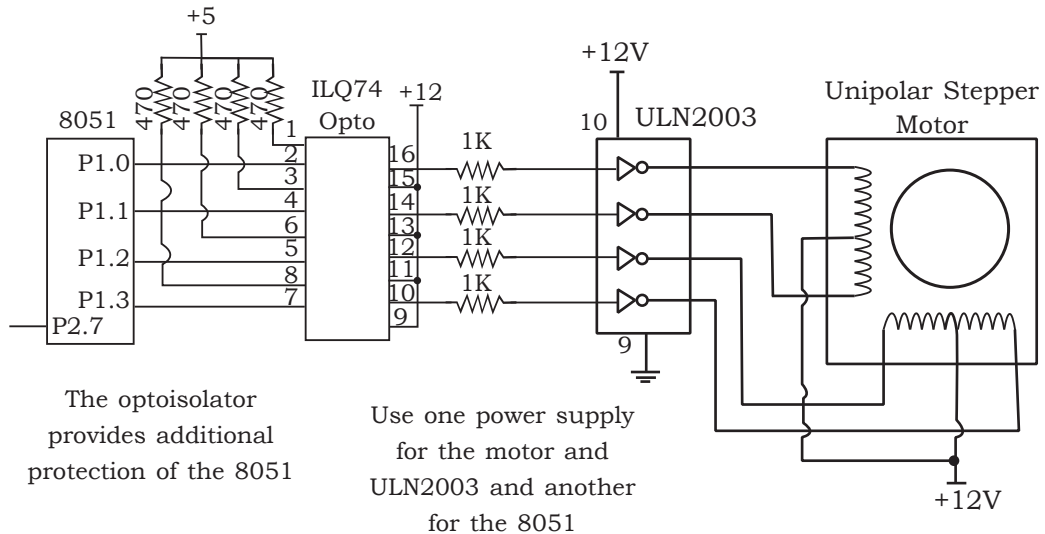 +5
470
470
470
470
8051
P1.0
P1.1
P1.2
P1.3
P2.7
1
2
3
4
6
5
8
7
ILQ74
Opto
+12
16
15
14
13
12
11
10
9
1K
1K
1K
1K
+12V
10
ULN2003
9
Unipolar Stepper
Motor
+12V
The optoisolator
provides additional
protection of the 8051
Use one power supply
for the motor and
ULN2003 and another
for the 8051